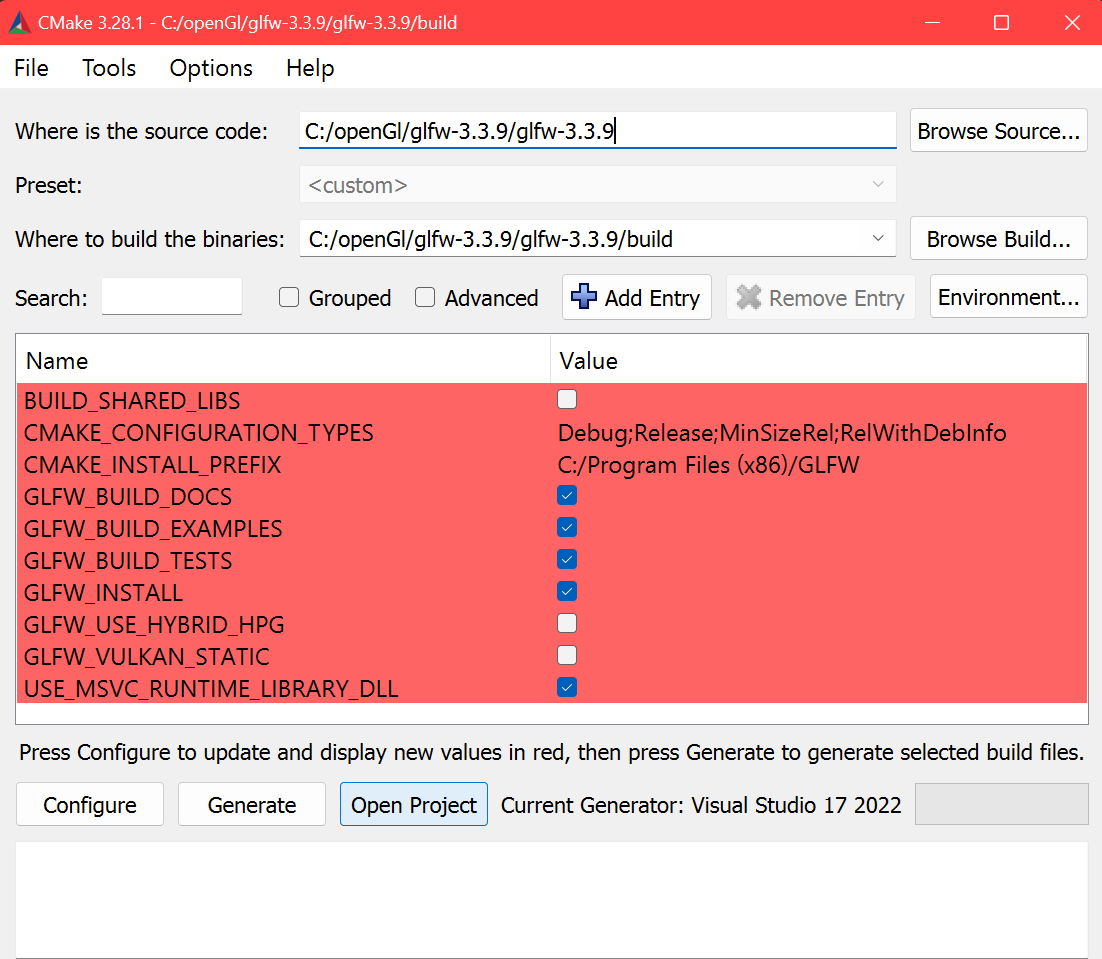 CMake 3.28.1 - C:/openGl/glfw-3.3.9/glfw-3.3.9/build
File Tools Options Help
Where is the source code: C:/openGl/glfw-3.3.9/glfw-3.3.9 Browse Source...
Preset: <custom>
Where to build the binaries: C:/openGl/glfw-3.3.9/glfw-3.3.9/build Browse Build...
Search: Grouped Advanced Add Entry Remove Entry Environment...
Name Value
BUILD_SHARED_LIBS
CMAKE_CONFIGURATION_TYPES Debug;Release;MinSizeRel;RelWithDebInfo
CMAKE_INSTALL_PREFIX C:/Program Files (x86)/GLFW
GLFW_BUILD_DOCS
GLFW_BUILD_EXAMPLES
GLFW_BUILD_TESTS
GLFW_INSTALL
GLFW_USE_HYBRID_HPG
GLFW_VULKAN_STATIC
USE_MSVC_RUNTIME_LIBRARY_DLL
Press Configure to update and display new values in red, then press Generate to generate selected build files.
Configure Generate Open Project Current Generator: Visual Studio 17 2022